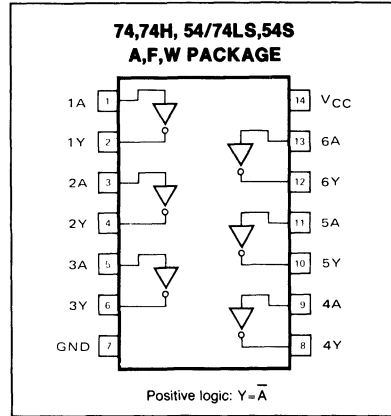 74,74H, 54/74LS,54S
A,F,W PACKAGE
1A 1 14 VCC
1Y 2 13 6A
2A 3 12 6Y
2Y 4 11 5A
3A 5 10 5Y
3Y 6 9 4A
GND 7 8 4Y
Positive logic: Y=A̅